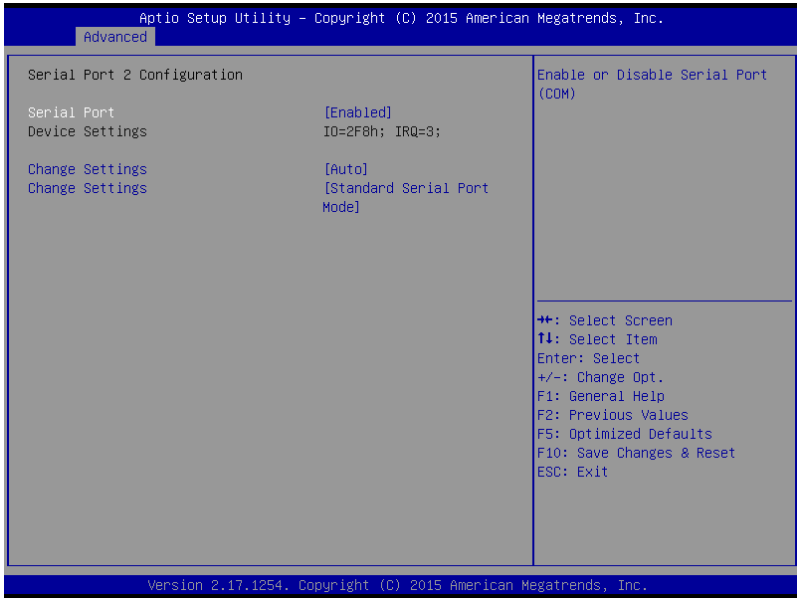 Aptio Setup Utility – Copyright (C) 2015 American Megatrends, Inc.
Advanced
Serial Port 2 Configuration
Serial Port [Enabled]
Device Settings IO=2F8h; IRQ=3;
Change Settings [Auto]
Change Settings [Standard Serial Port
Mode]
Enable or Disable Serial Port
(COM)
→←: Select Screen
↑↓: Select Item
Enter: Select
+/-: Change Opt.
F1: General Help
F2: Previous Values
F5: Optimized Defaults
F10: Save Changes & Reset
ESC: Exit
Version 2.17.1254. Copyright (C) 2015 American Megatrends, Inc.